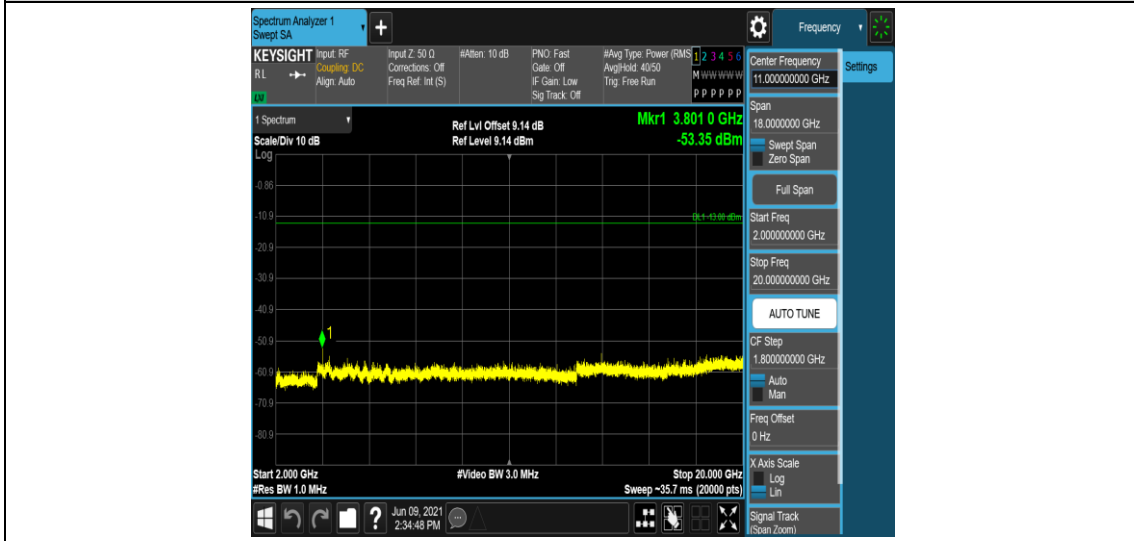 Spectrum Analyzer 1
Swept SA
+
Frequency
KEYSIGHT
RL
Input: RF
Coupling: DC
Align: Auto
Input Z: 50 Ω
Corrections: Off
Freq Ref: Int (S)
#Atten: 10 dB
PNO: Fast
Gate: Off
IF Gain: Low
Sig Track: Off
#Avg Type: Power (RMS
Avg|Hold: 40/50
Trig: Free Run
1 2 3 4 5 6
M W W W W W
P P P P P P
1 Spectrum
Scale/Div 10 dB
Log
Ref Lvl Offset 9.14 dB
Ref Level 9.14 dBm
Mkr1 3.801 0 GHz
-53.35 dBm
-0.86
-10.9
DL1 -13.00 dBm
-20.9
-30.9
-40.9
-50.9
1
-60.9
-70.9
-80.9
Start 2.000 GHz
#Res BW 1.0 MHz
#Video BW 3.0 MHz
Stop 20.000 GHz
Sweep ~35.7 ms (20000 pts)
?
Jun 09, 2021
2:34:48 PM
Center Frequency
11.000000000 GHz
Settings
Span
18.0000000 GHz
Swept Span
Zero Span
Full Span
Start Freq
2.000000000 GHz
Stop Freq
20.000000000 GHz
AUTO TUNE
CF Step
1.800000000 GHz
Auto
Man
Freq Offset
0 Hz
X Axis Scale
Log
Lin
Signal Track
(Span Zoom)